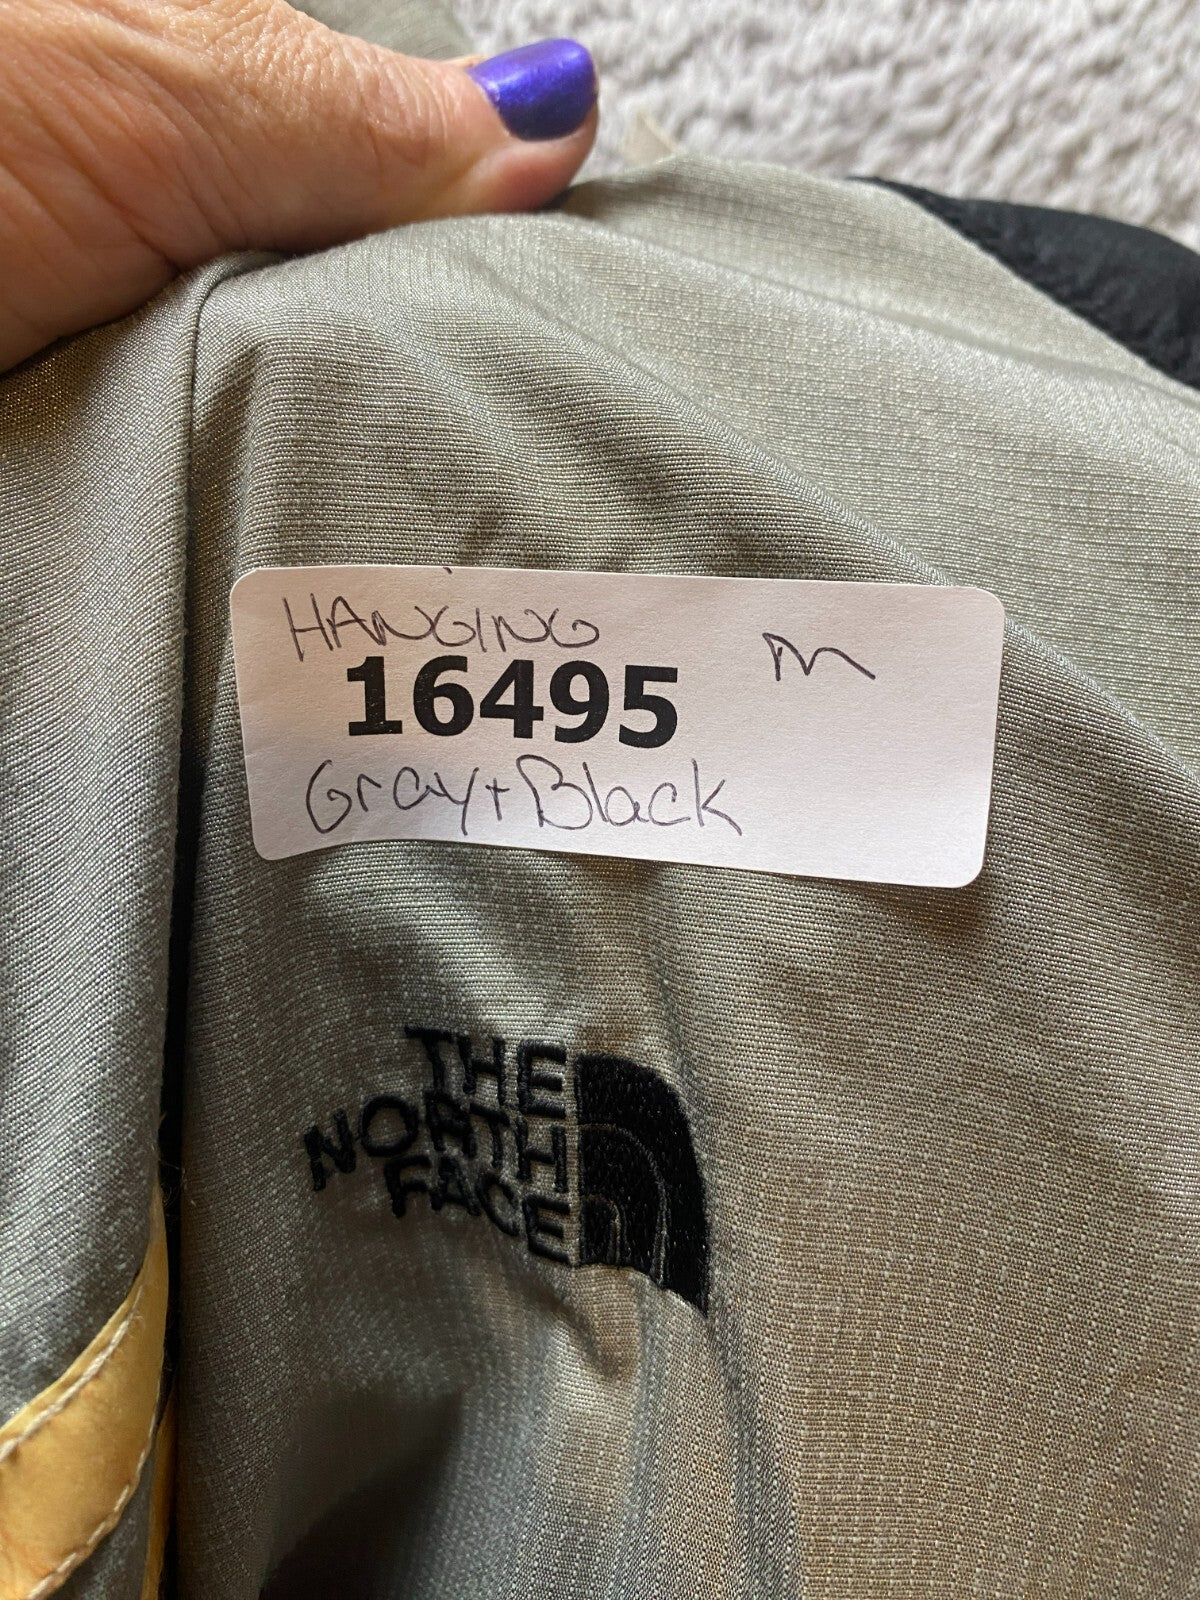 HANGING M
16495
Gray + Black
THE
NORTH
FACE